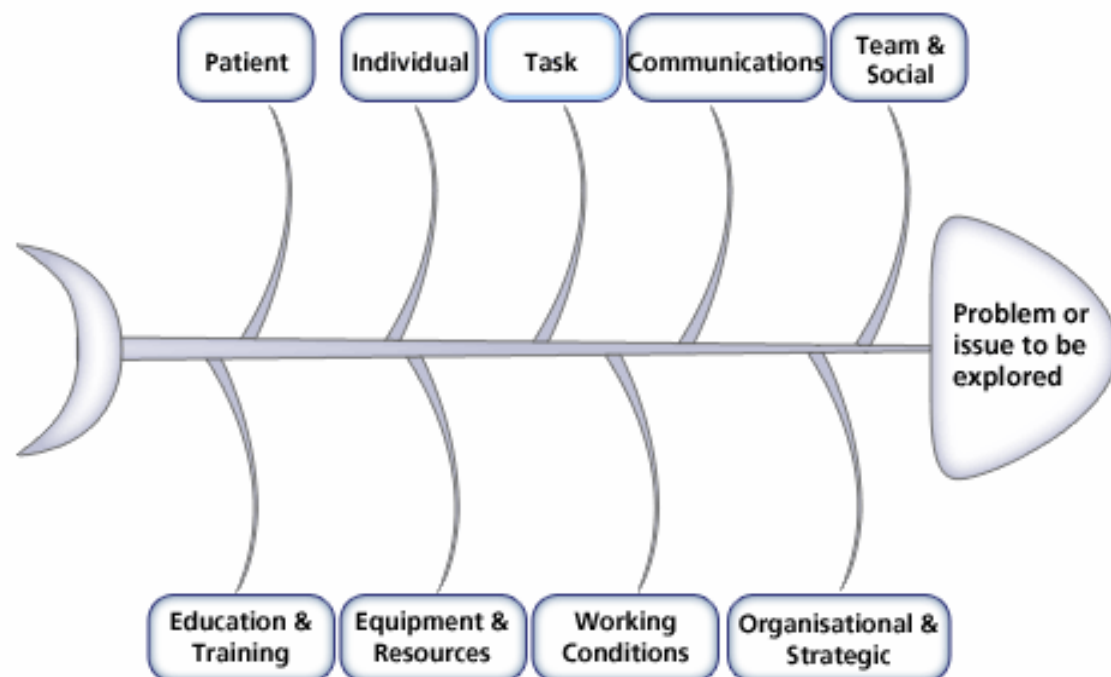 Patient
Individual
Task
Communications
Team &
Social
Problem or
issue to be
explored
Education &
Training
Equipment &
Resources
Working
Conditions
Organisational &
Strategic